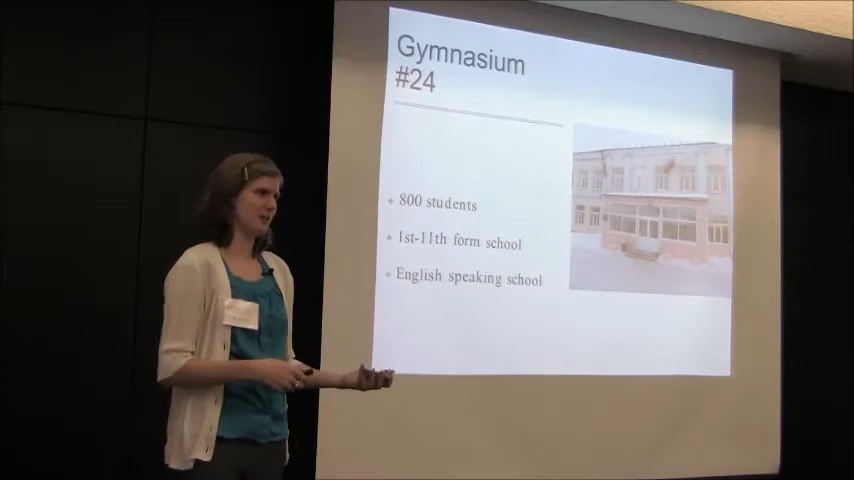 Gymnasium
#24
800 students
1st-11th form school
English speaking school